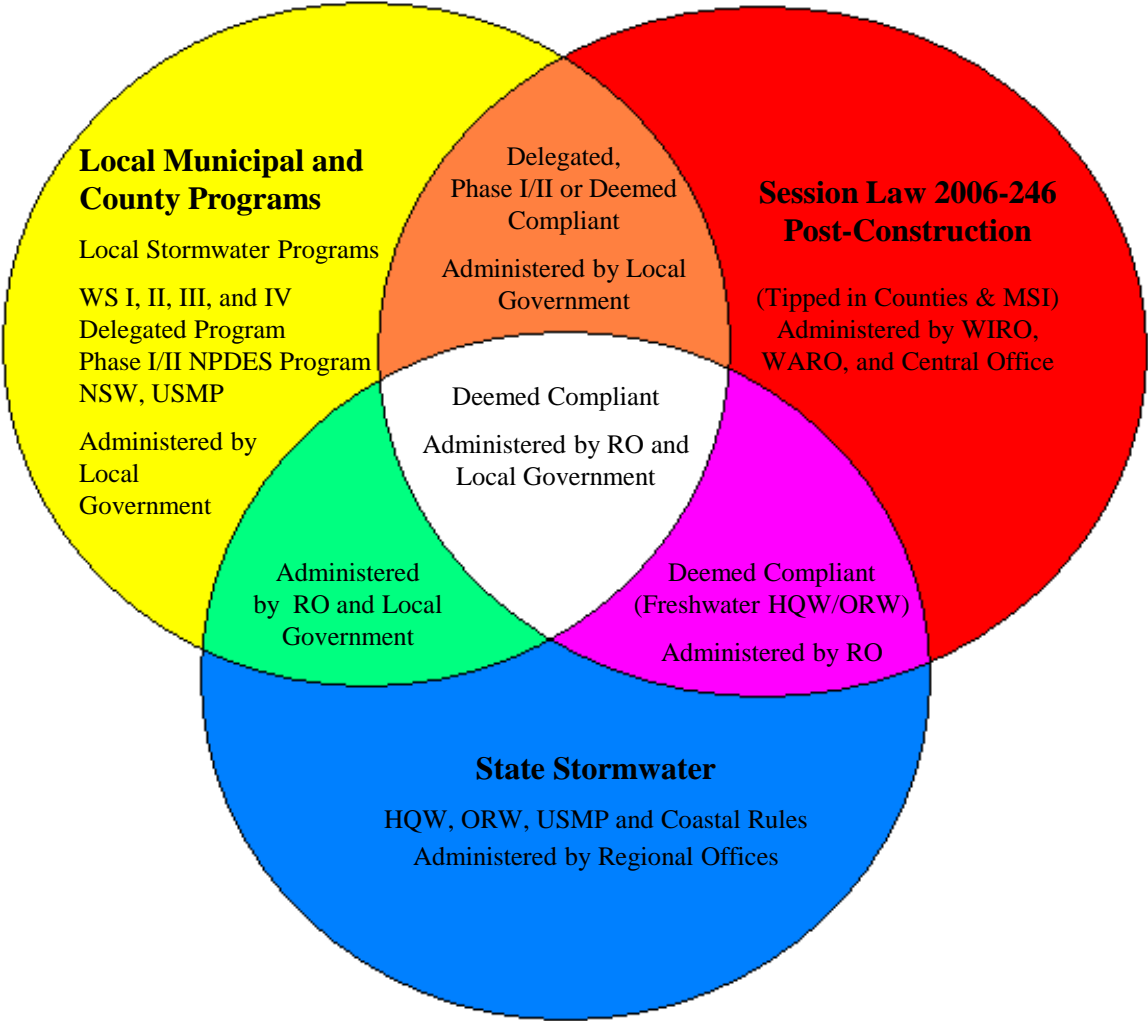 Local Municipal and
County Programs
Local Stormwater Programs
WS I, II, III, and IV
Delegated Program
Phase I/II NPDES Program
NSW, USMP
Administered by
Local
Government
Delegated,
Phase I/II or Deemed
Compliant
Administered by Local
Government
Session Law 2006-246
Post-Construction
(Tipped in Counties & MSI)
Administered by WIRO,
WARO, and Central Office
Deemed Compliant
Administered by RO and
Local Government
Administered
by RO and Local
Government
Deemed Compliant
(Freshwater HQW/ORW)
Administered by RO
State Stormwater
HQW, ORW, USMP and Coastal Rules
Administered by Regional Offices